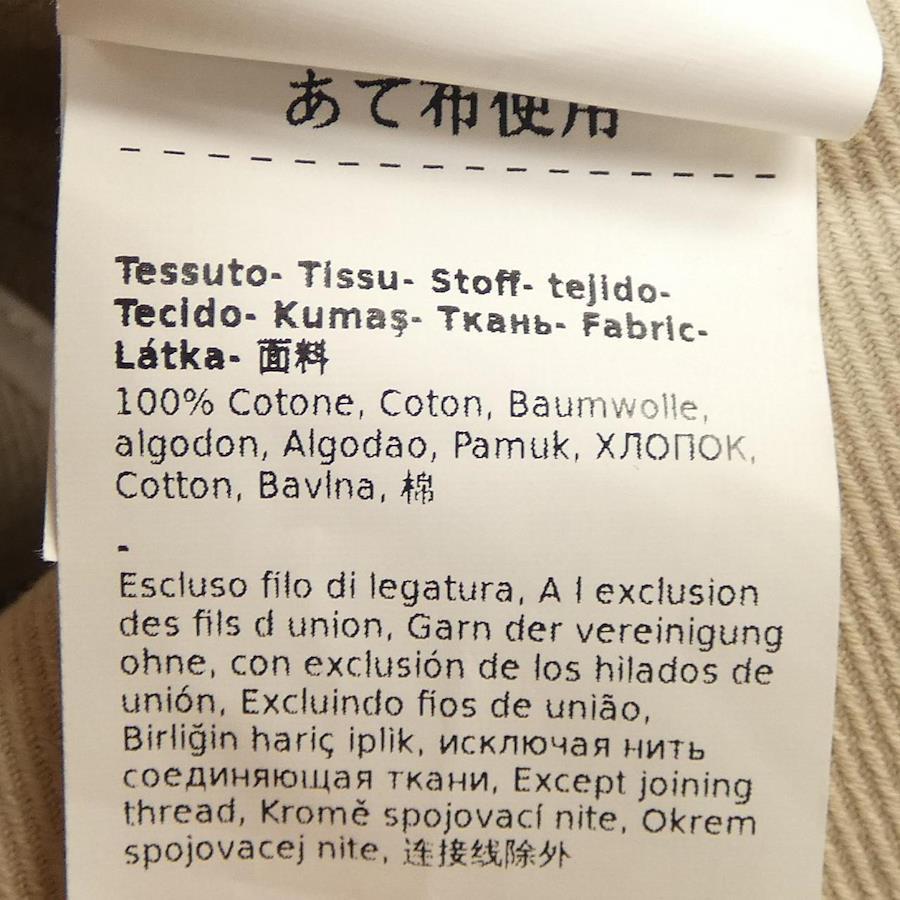 あて布使用
Tessuto- Tissu- Stoff- tejido-
Tecido- Kumaş- Ткань- Fabric-
Látka- 面料
100% Cotone, Coton, Baumwolle,
algodon, Algodao, Pamuk, ХЛОПОК,
Cotton, Bavlna, 棉
-
Escluso filo di legatura, A l exclusion
des fils d union, Garn der vereinigung
ohne, con exclusión de los hilados de
unión, Excluindo fios de união,
Birliğin hariç iplik, исключая нить
соединяющая ткани, Except joining
thread, Kromě spojovací nite, Okrem
spojovacej nite, 连接线除外